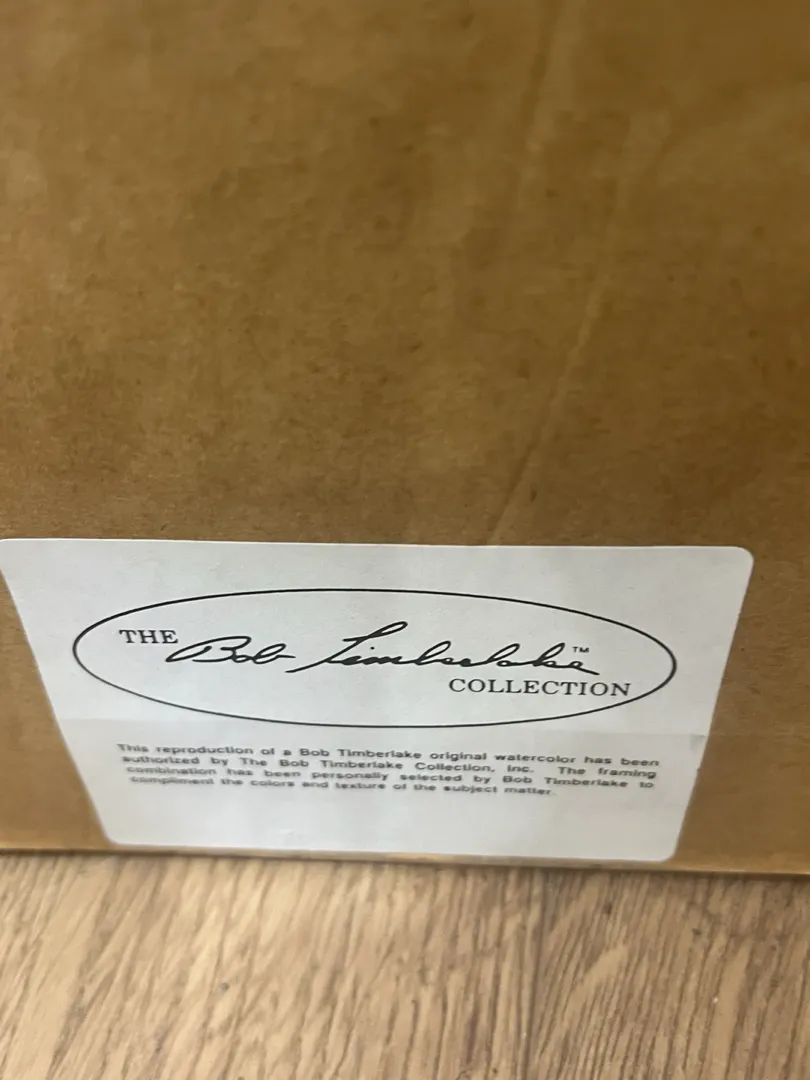 THE Bob Timberlake™
COLLECTION
This reproduction of a Bob Timberlake original watercolor has been
authorized by The Bob Timberlake Collection, Inc. The framing
combination has been personally selected by Bob Timberlake to
compliment the colors and texture of the subject matter.